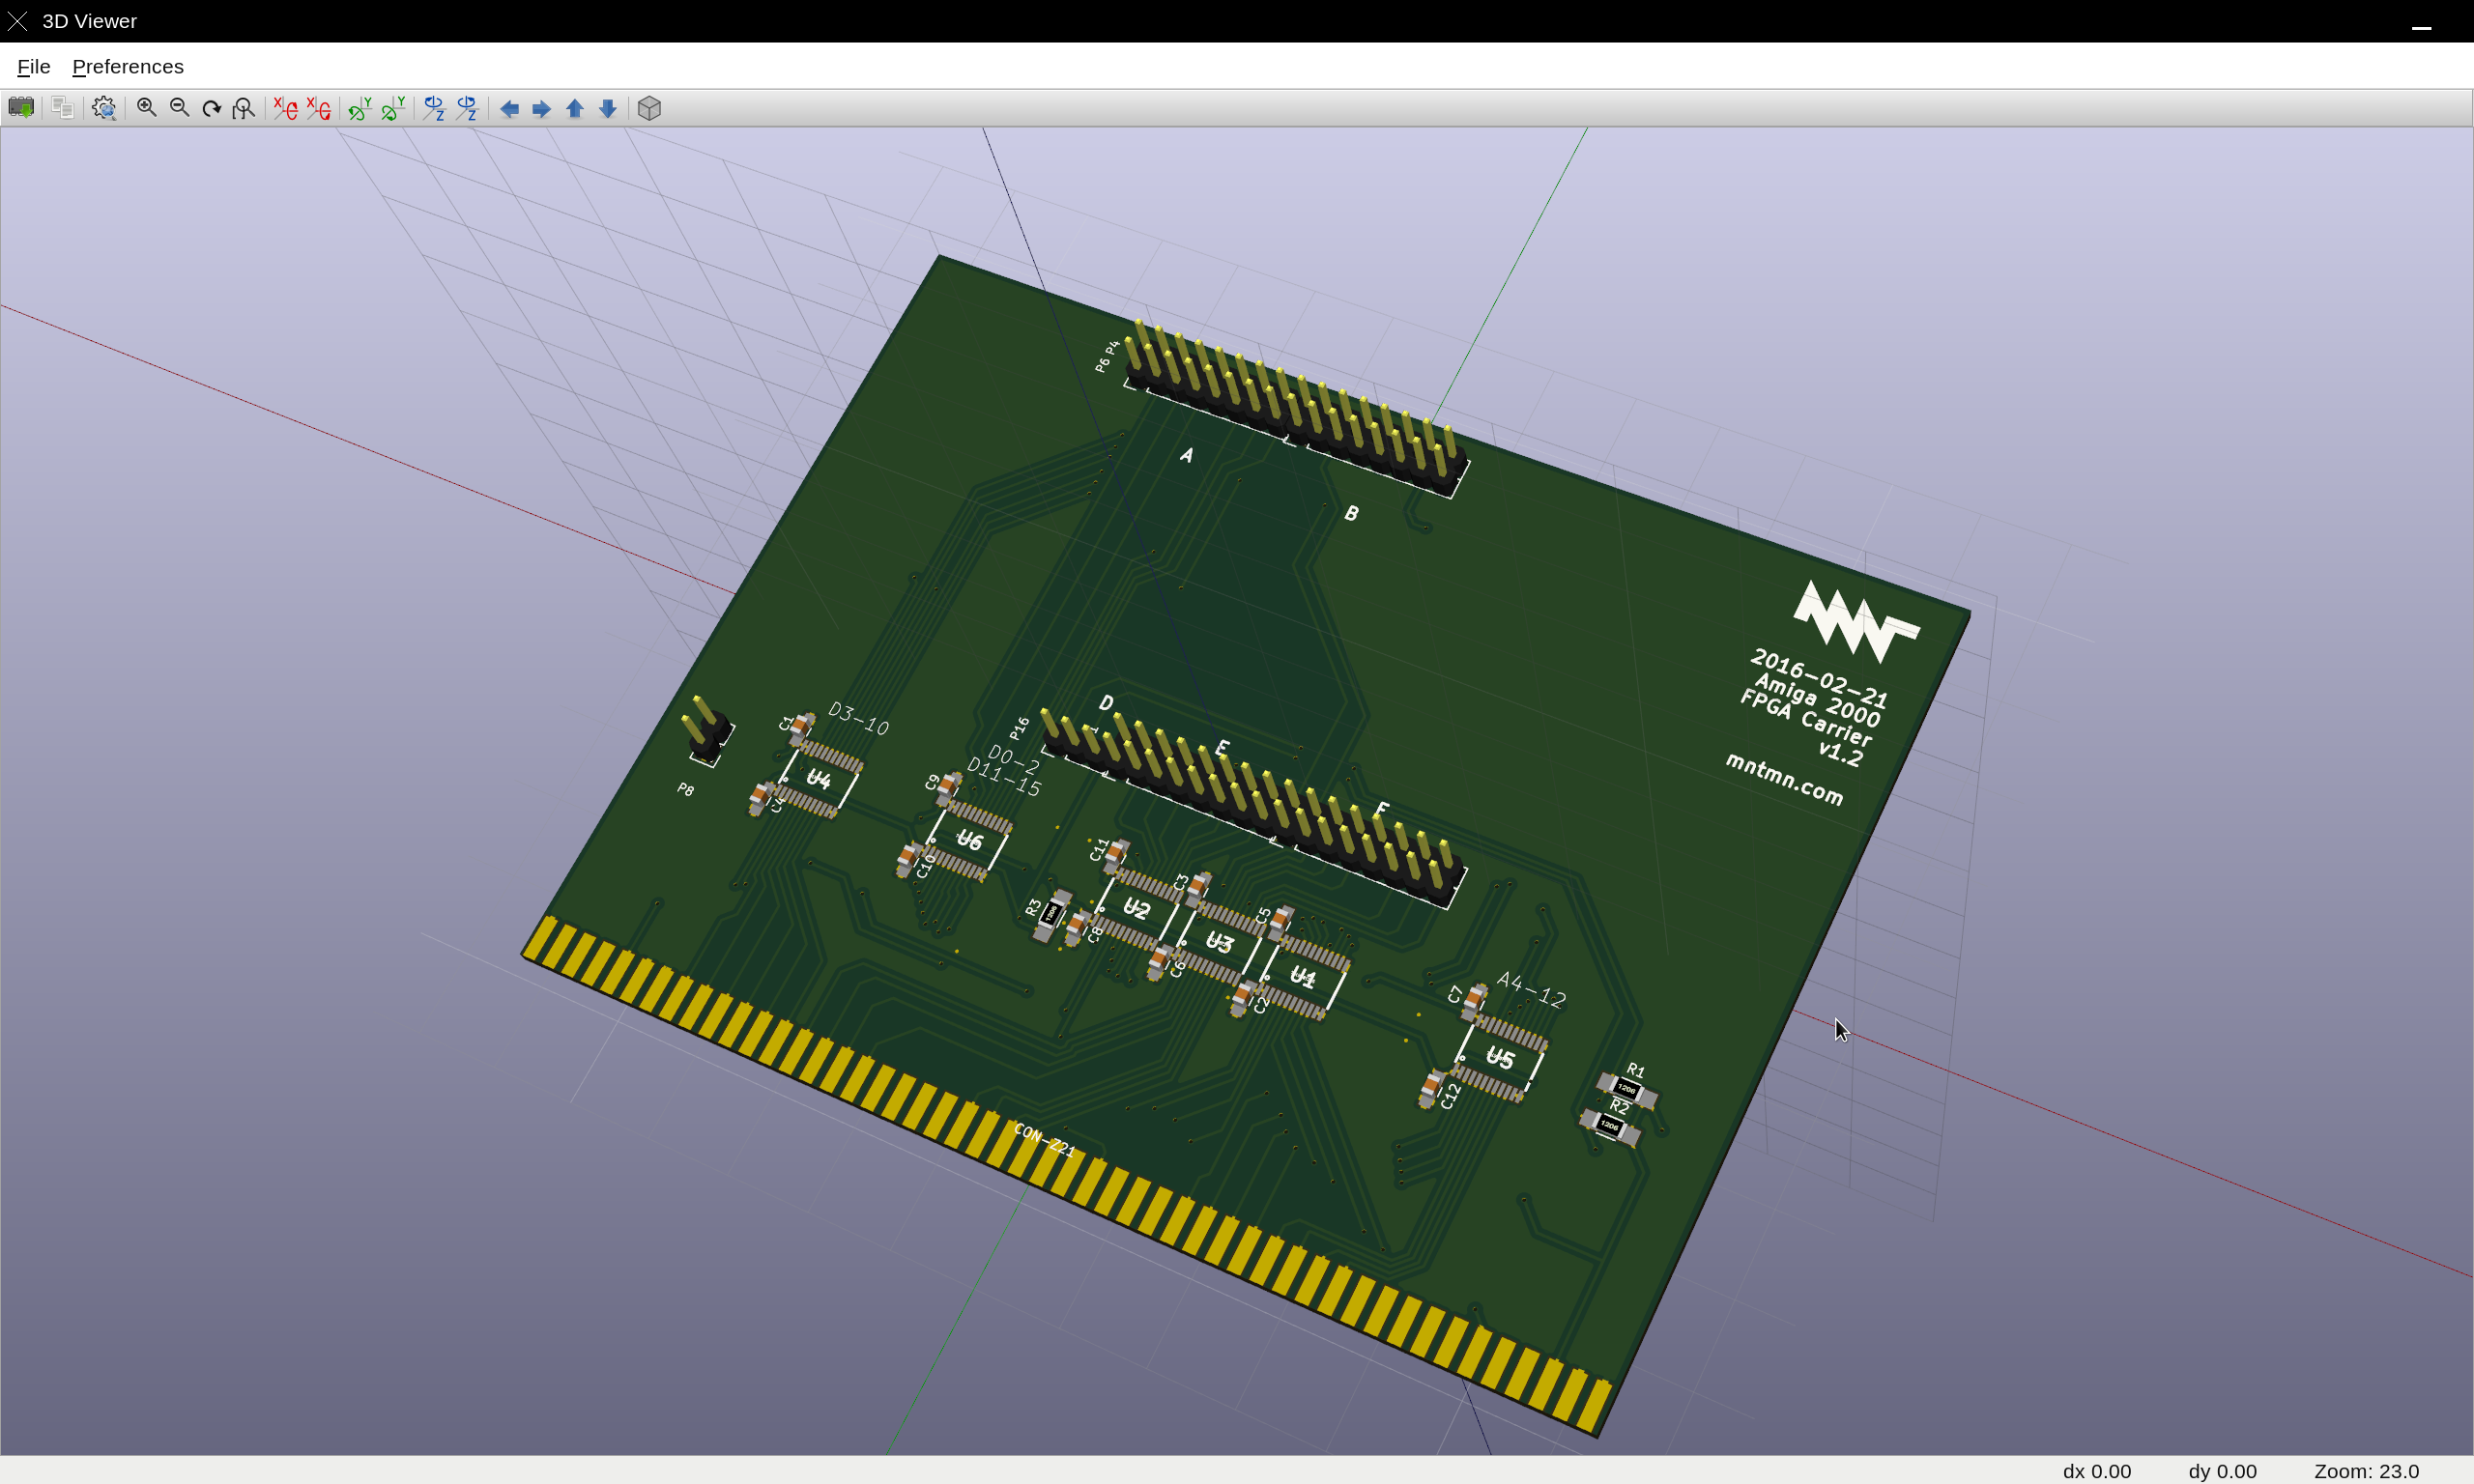 3D Viewer
File Preferences
P6 P4
A
B
2016-02-21
Amiga 2000
FPGA Carrier
v1.2
mntmn.com
D
P16
E
F
D3-10
C1
U4
C4
P8
D0-2
D11-15
C9
U6
C10
C11
C3
C5
R3
U2
C8
U3
C6
U1
C2
A4-12
C7
U5
C12
R1
1206
R2
1206
1206
CON-Z21
dx 0.00 dy 0.00 Zoom: 23.0